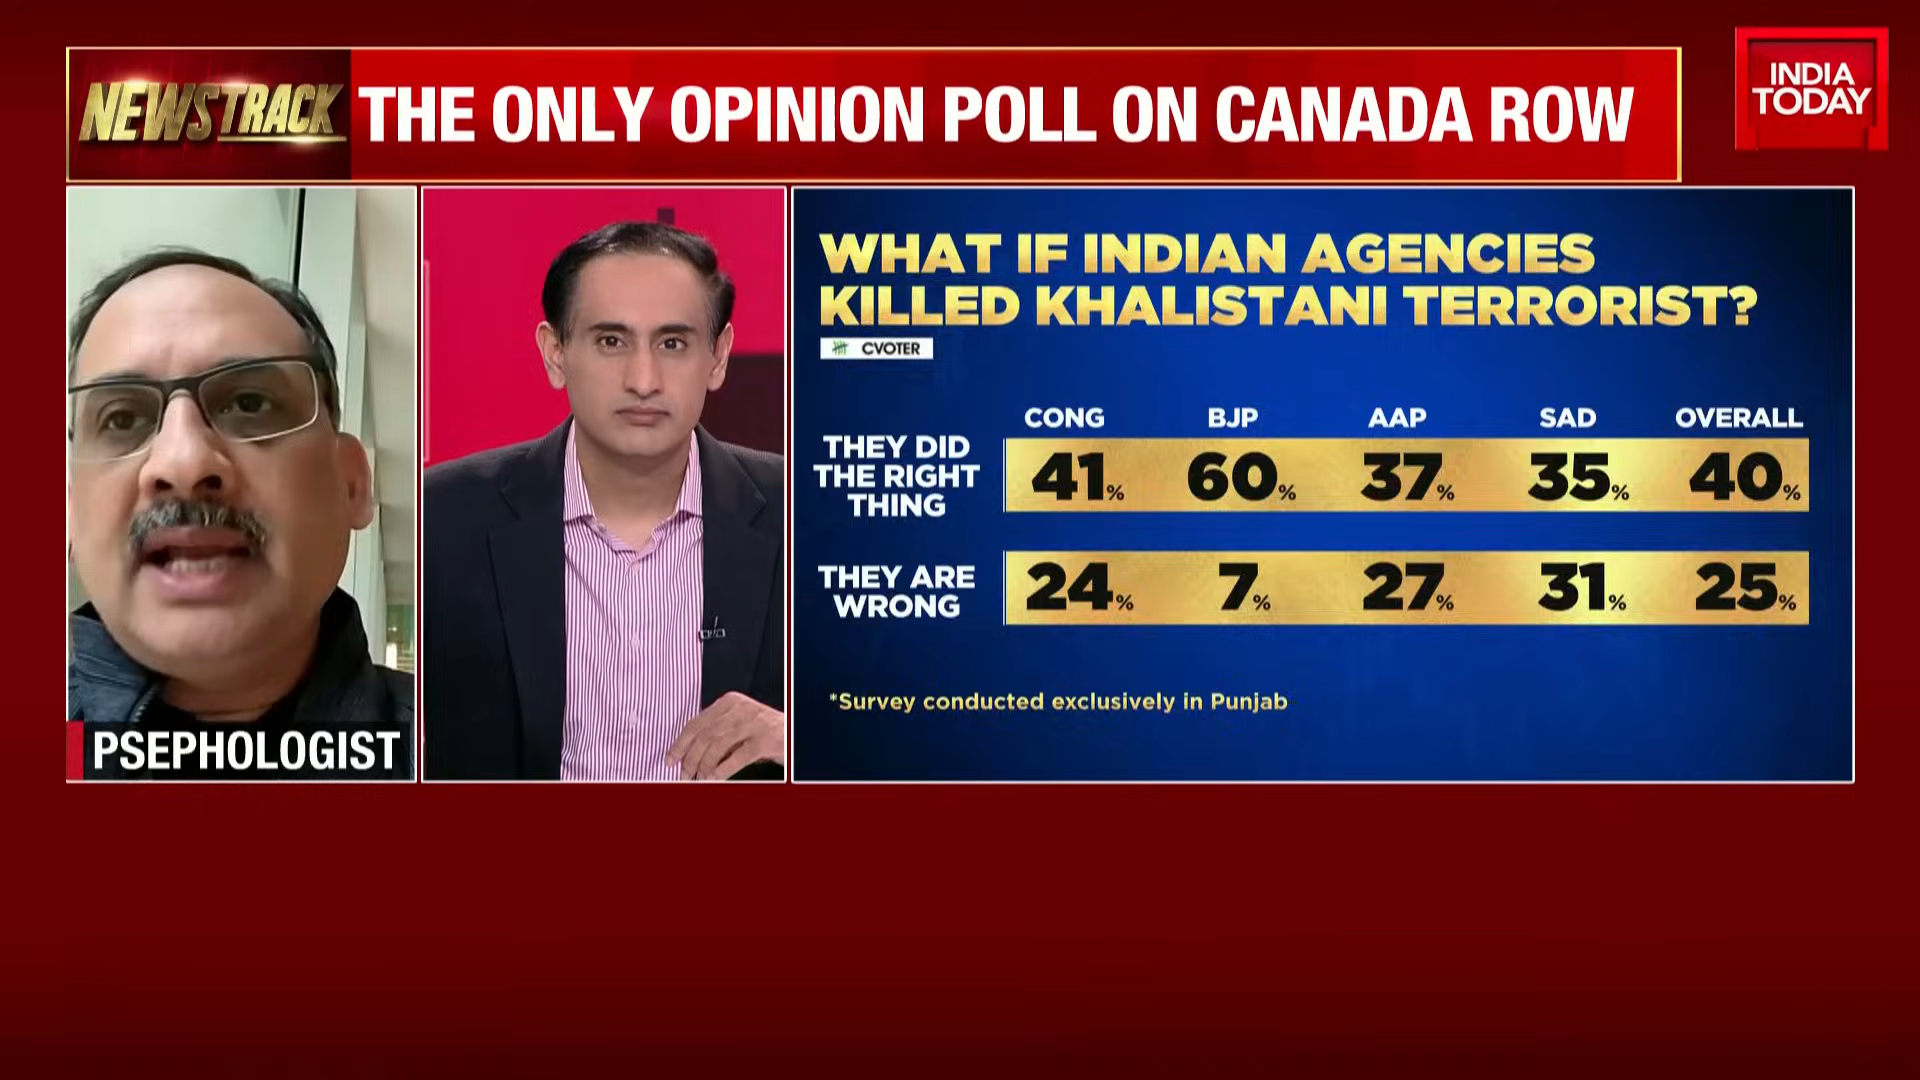 NEWSTRACK
THE ONLY OPINION POLL ON CANADA ROW
INDIA
TODAY
WHAT IF INDIAN AGENCIES
KILLED KHALISTANI TERRORIST?
CVOTER
CONG BJP AAP SAD OVERALL
THEY DID
THE RIGHT
THING
41% 60% 37% 35% 40%
THEY ARE
WRONG
24% 7% 27% 31% 25%
*Survey conducted exclusively in Punjab
PSEPHOLOGIST